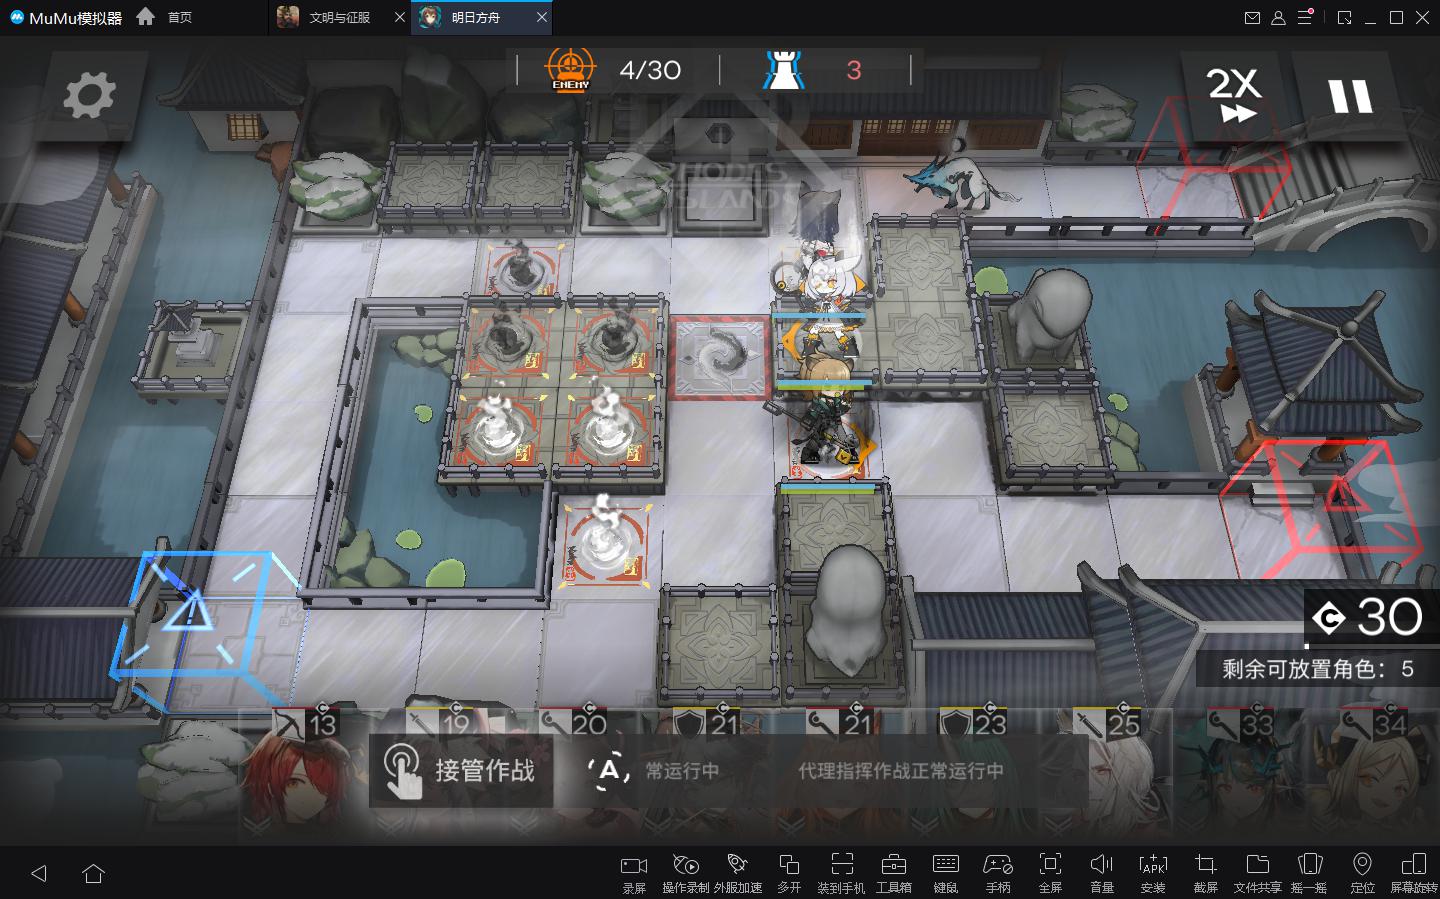 MuMu模拟器
首页
文明与征服
明日方舟
ENEMY
4/30
3
2X
RHODES
ISLAND
30
剩余可放置角色：5
13
19
20
21
21
23
25
33
34
接管作战
A
常运行中
代理指挥作战正常运行中
录屏
操作录制
外服加速
多开
装到手机
工具箱
键鼠
手柄
全屏
音量
APK
安装
截屏
文件共享
摇一摇
定位
屏幕旋转